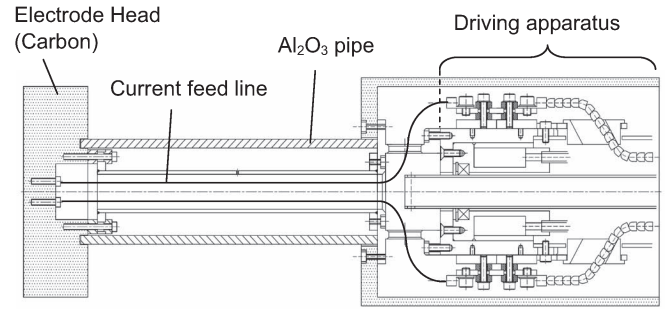 Electrode Head
(Carbon)
Driving apparatus
Al₂O₃ pipe
Current feed line